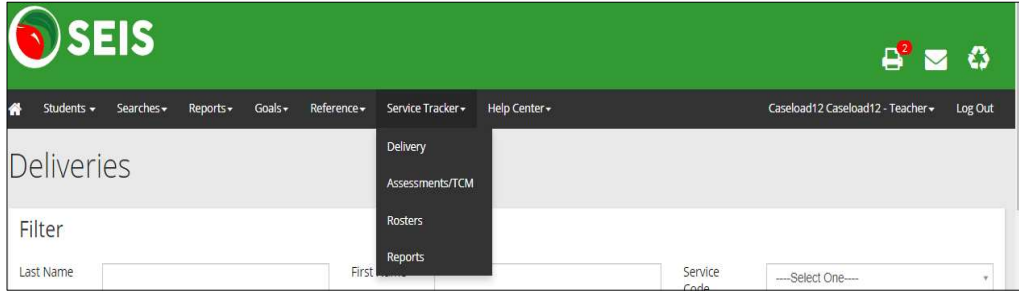 SEIS
2
Students Searches Reports Goals Reference Service Tracker Help Center Caseload12 Caseload12 - Teacher Log Out
Deliveries
Delivery
Assessments/TCM
Rosters
Reports
Filter
Last Name First Service Code ----Select One----